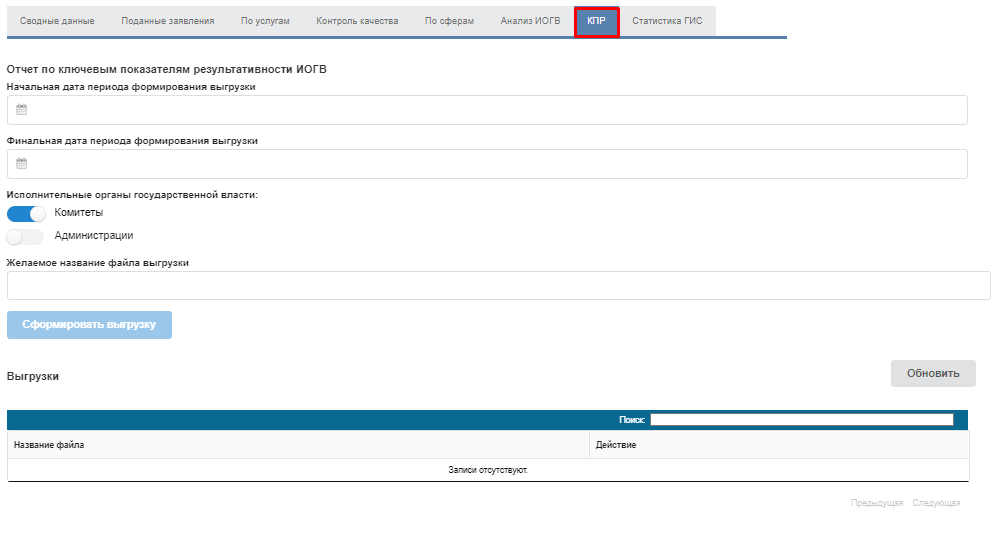 Сводные данные Поданные заявления По услугам Контроль качества По сферам Анализ ИОГВ КПР Статистика ГИС
Отчет по ключевым показателям результативности ИОГВ
Начальная дата периода формирования выгрузки
Финальная дата периода формирования выгрузки
Исполнительные органы государственной власти:
Комитеты
Администрации
Желаемое название файла выгрузки
Сформировать выгрузку
Выгрузки Обновить
Поиск:
Название файла Действие
Записи отсутствуют.
Предыдущая Следующая